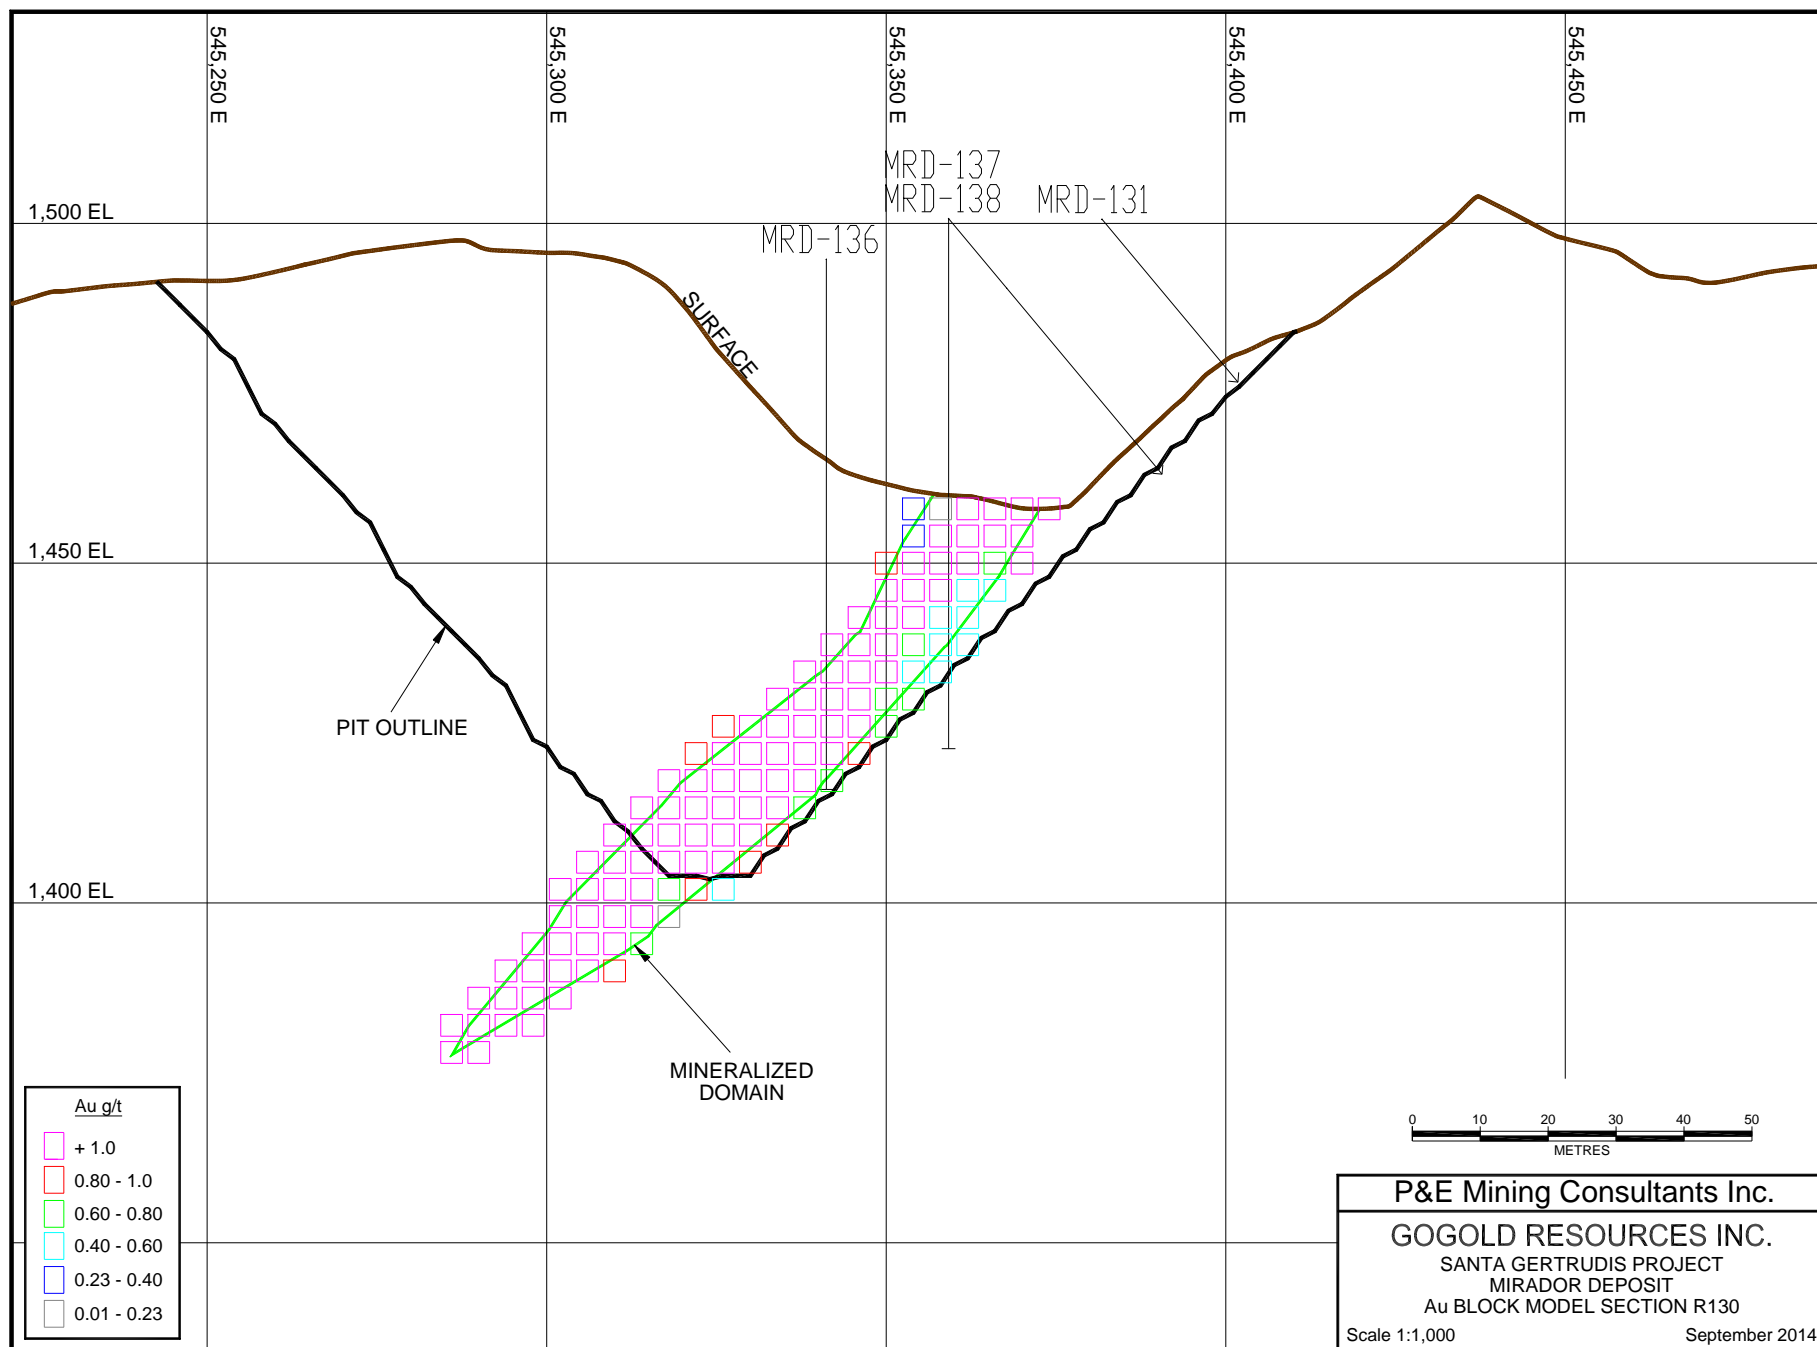 545,250 E
545,300 E
545,350 E
545,400 E
545,450 E
MRD-137
MRD-138
MRD-131
MRD-136
1,500 EL
SURFACE
1,450 EL
PIT OUTLINE
1,400 EL
MINERALIZED
DOMAIN
Au g/t
+ 1.0
0.80 - 1.0
0.60 - 0.80
0.40 - 0.60
0.23 - 0.40
0.01 - 0.23
0 10 20 30 40 50
METRES
P&E Mining Consultants Inc.
GOGOLD RESOURCES INC.
SANTA GERTRUDIS PROJECT
MIRADOR DEPOSIT
Au BLOCK MODEL SECTION R130
Scale 1:1,000 September 2014